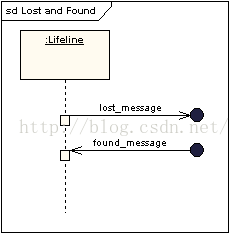 sd Lost and Found
:Lifeline
lost_message
http://blog.csdn.net/
found_message